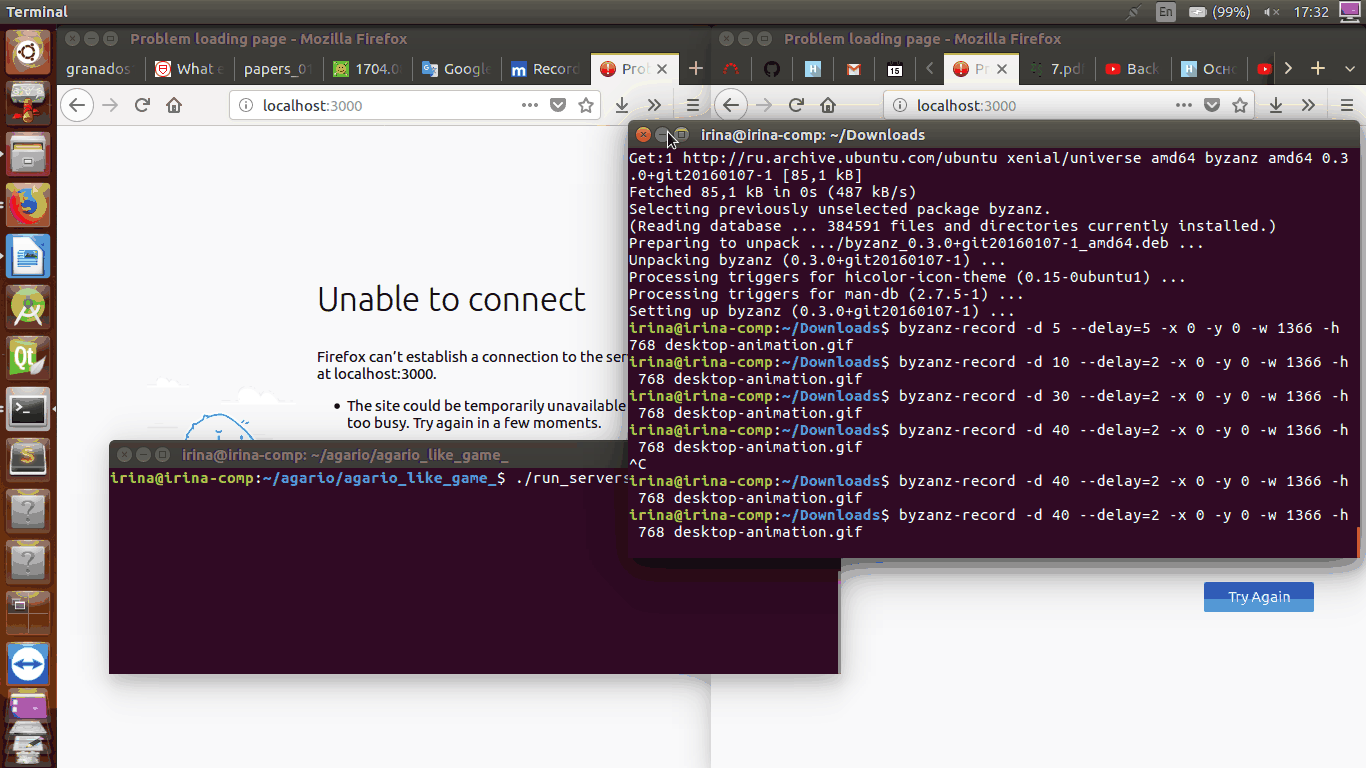 Terminal
En
(99%)
17:32
Problem loading page - Mozilla Firefox
Problem loading page - Mozilla Firefox
granados
What
papers_01
1704.0
Google
Record
Pro
15
Pr
7.pdf
Back
Осно
localhost:3000
localhost:3000
irina@irina-comp: ~/Downloads
Get:1 http://ru.archive.ubuntu.com/ubuntu xenial/universe amd64 byzanz amd64 0.3
.0+git20160107-1 [85,1 kB]
Fetched 85,1 kB in 0s (487 kB/s)
Selecting previously unselected package byzanz.
(Reading database ... 384591 files and directories currently installed.)
Preparing to unpack .../byzanz_0.3.0+git20160107-1_amd64.deb ...
Unpacking byzanz (0.3.0+git20160107-1) ...
Processing triggers for hicolor-icon-theme (0.15-0ubuntu1) ...
Processing triggers for man-db (2.7.5-1) ...
Setting up byzanz (0.3.0+git20160107-1) ...
irina@irina-comp:~/Downloads$ byzanz-record -d 5 --delay=5 -x 0 -y 0 -w 1366 -h
768 desktop-animation.gif
irina@irina-comp:~/Downloads$ byzanz-record -d 10 --delay=2 -x 0 -y 0 -w 1366 -h
768 desktop-animation.gif
irina@irina-comp:~/Downloads$ byzanz-record -d 30 --delay=2 -x 0 -y 0 -w 1366 -h
768 desktop-animation.gif
irina@irina-comp:~/Downloads$ byzanz-record -d 40 --delay=2 -x 0 -y 0 -w 1366 -h
768 desktop-animation.gif
^C
irina@irina-comp:~/Downloads$ byzanz-record -d 40 --delay=2 -x 0 -y 0 -w 1366 -h
768 desktop-animation.gif
irina@irina-comp:~/Downloads$ byzanz-record -d 40 --delay=2 -x 0 -y 0 -w 1366 -h
768 desktop-animation.gif
Unable to connect
Firefox can’t establish a connection to the ser
at localhost:3000.
• The site could be temporarily unavailable
too busy. Try again in a few moments.
irina@irina-comp: ~/agario/agario_like_game_
irina@irina-comp:~/agario/agario_like_game_$ ./run_servers
Try Again